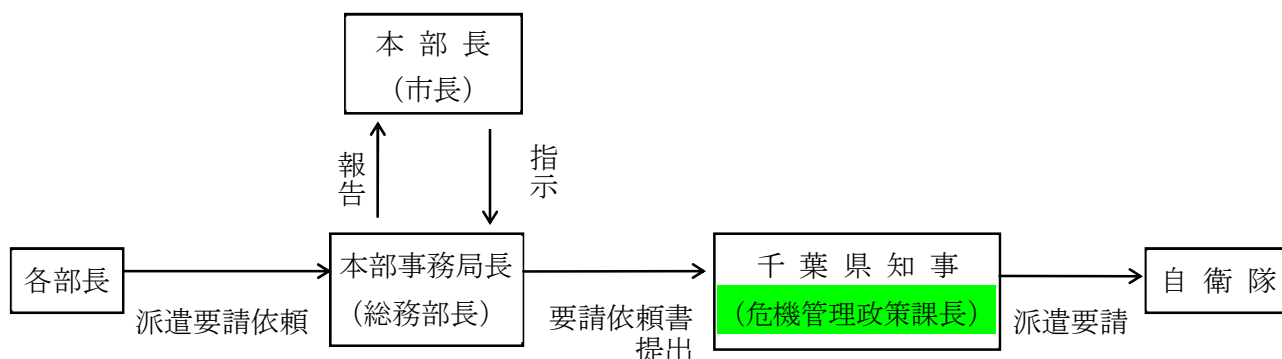 本部長
（市長）
報告
指示
各部長
派遣要請依頼
本部事務局長
（総務部長）
要請依頼書
提出
千葉県知事
（危機管理政策課長）
派遣要請
自衛隊